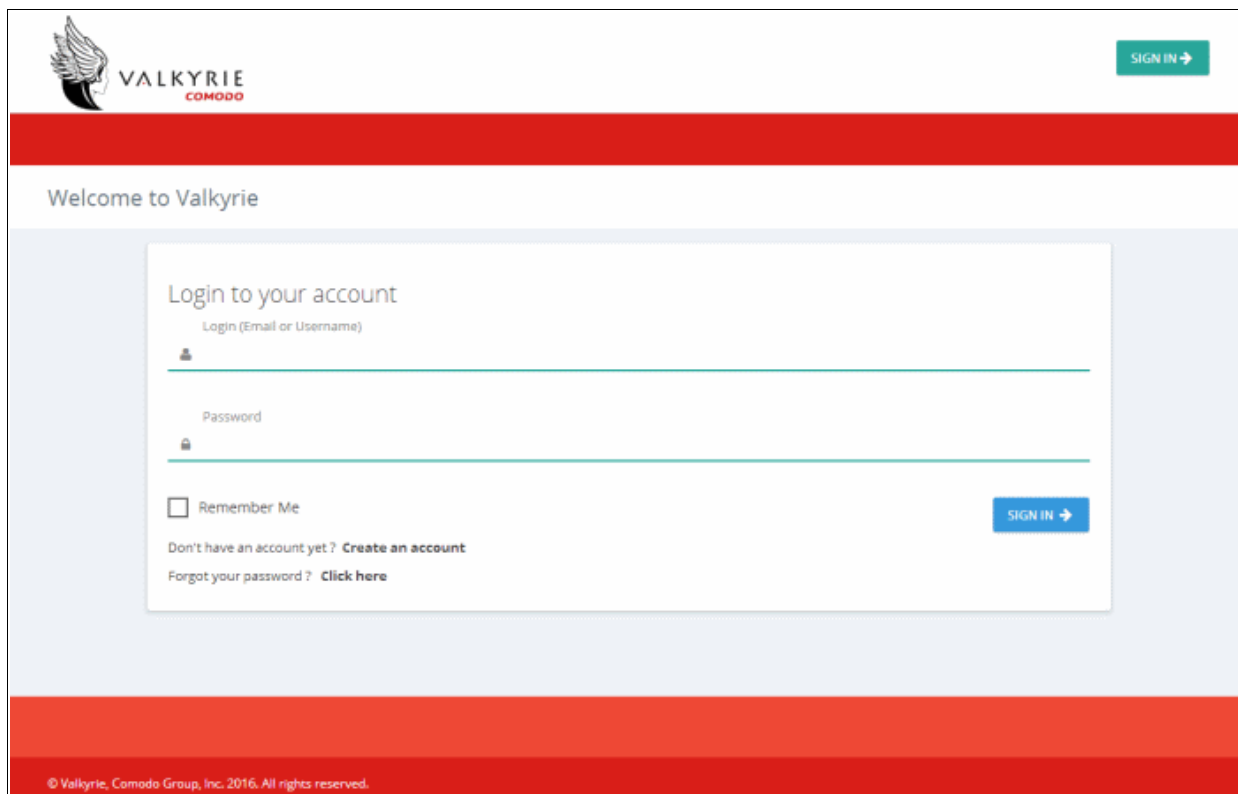 VALKYRIE
COMODO
SIGN IN
Welcome to Valkyrie
Login to your account
Login (Email or Username)
Password
Remember Me
SIGN IN
Don't have an account yet ? Create an account
Forgot your password ? Click here
© Valkyrie, Comodo Group, Inc. 2016. All rights reserved.